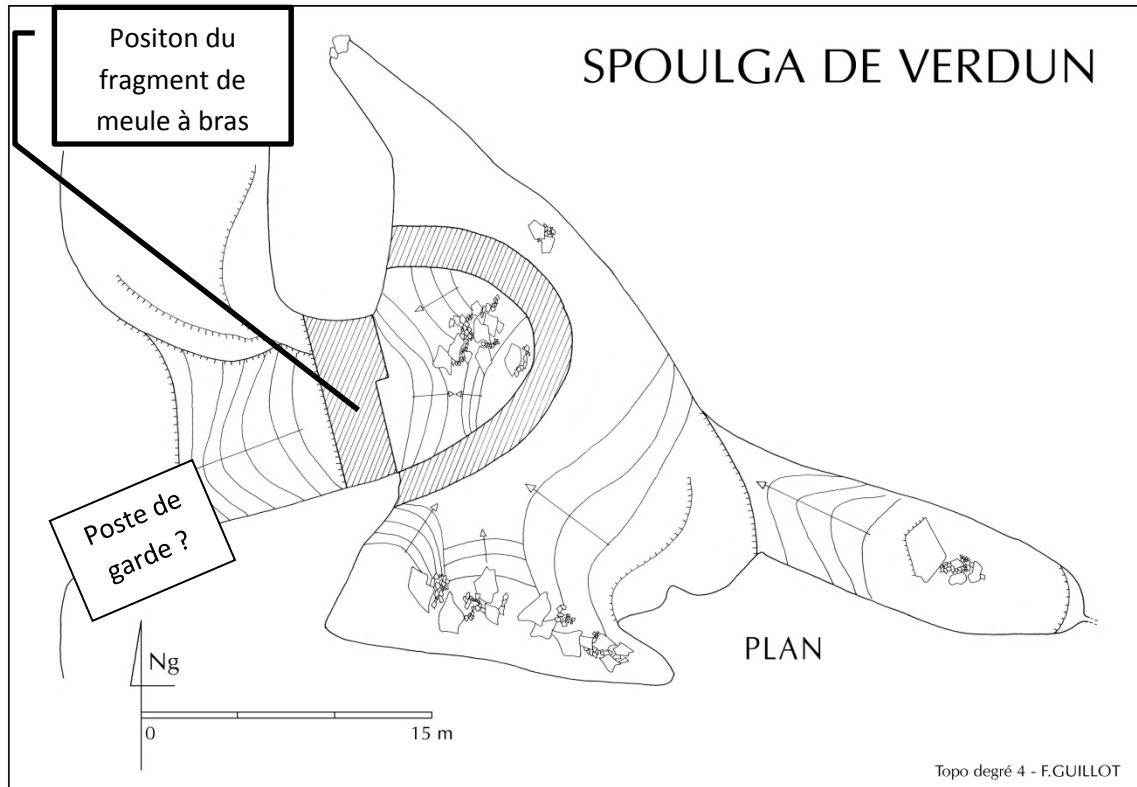 Positon du
fragment de
meule à bras
SPOULGA DE VERDUN
Poste de
garde ?
Ng
PLAN
0
15 m
Topo degré 4 - F.GUILLOT